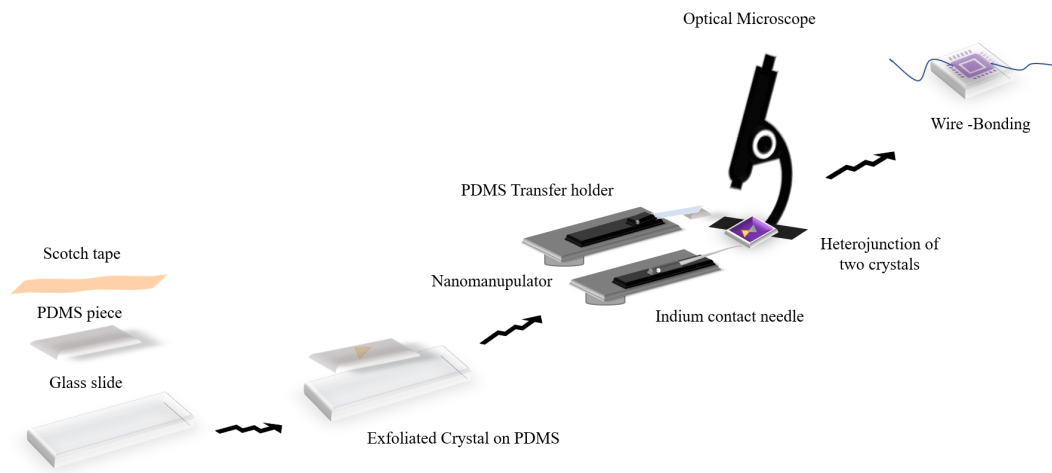 Optical Microscope
Wire -Bonding
PDMS Transfer holder
Scotch tape
Heterojunction of
two crystals
Nanomanupulator
PDMS piece
Indium contact needle
Glass slide
Exfoliated Crystal on PDMS